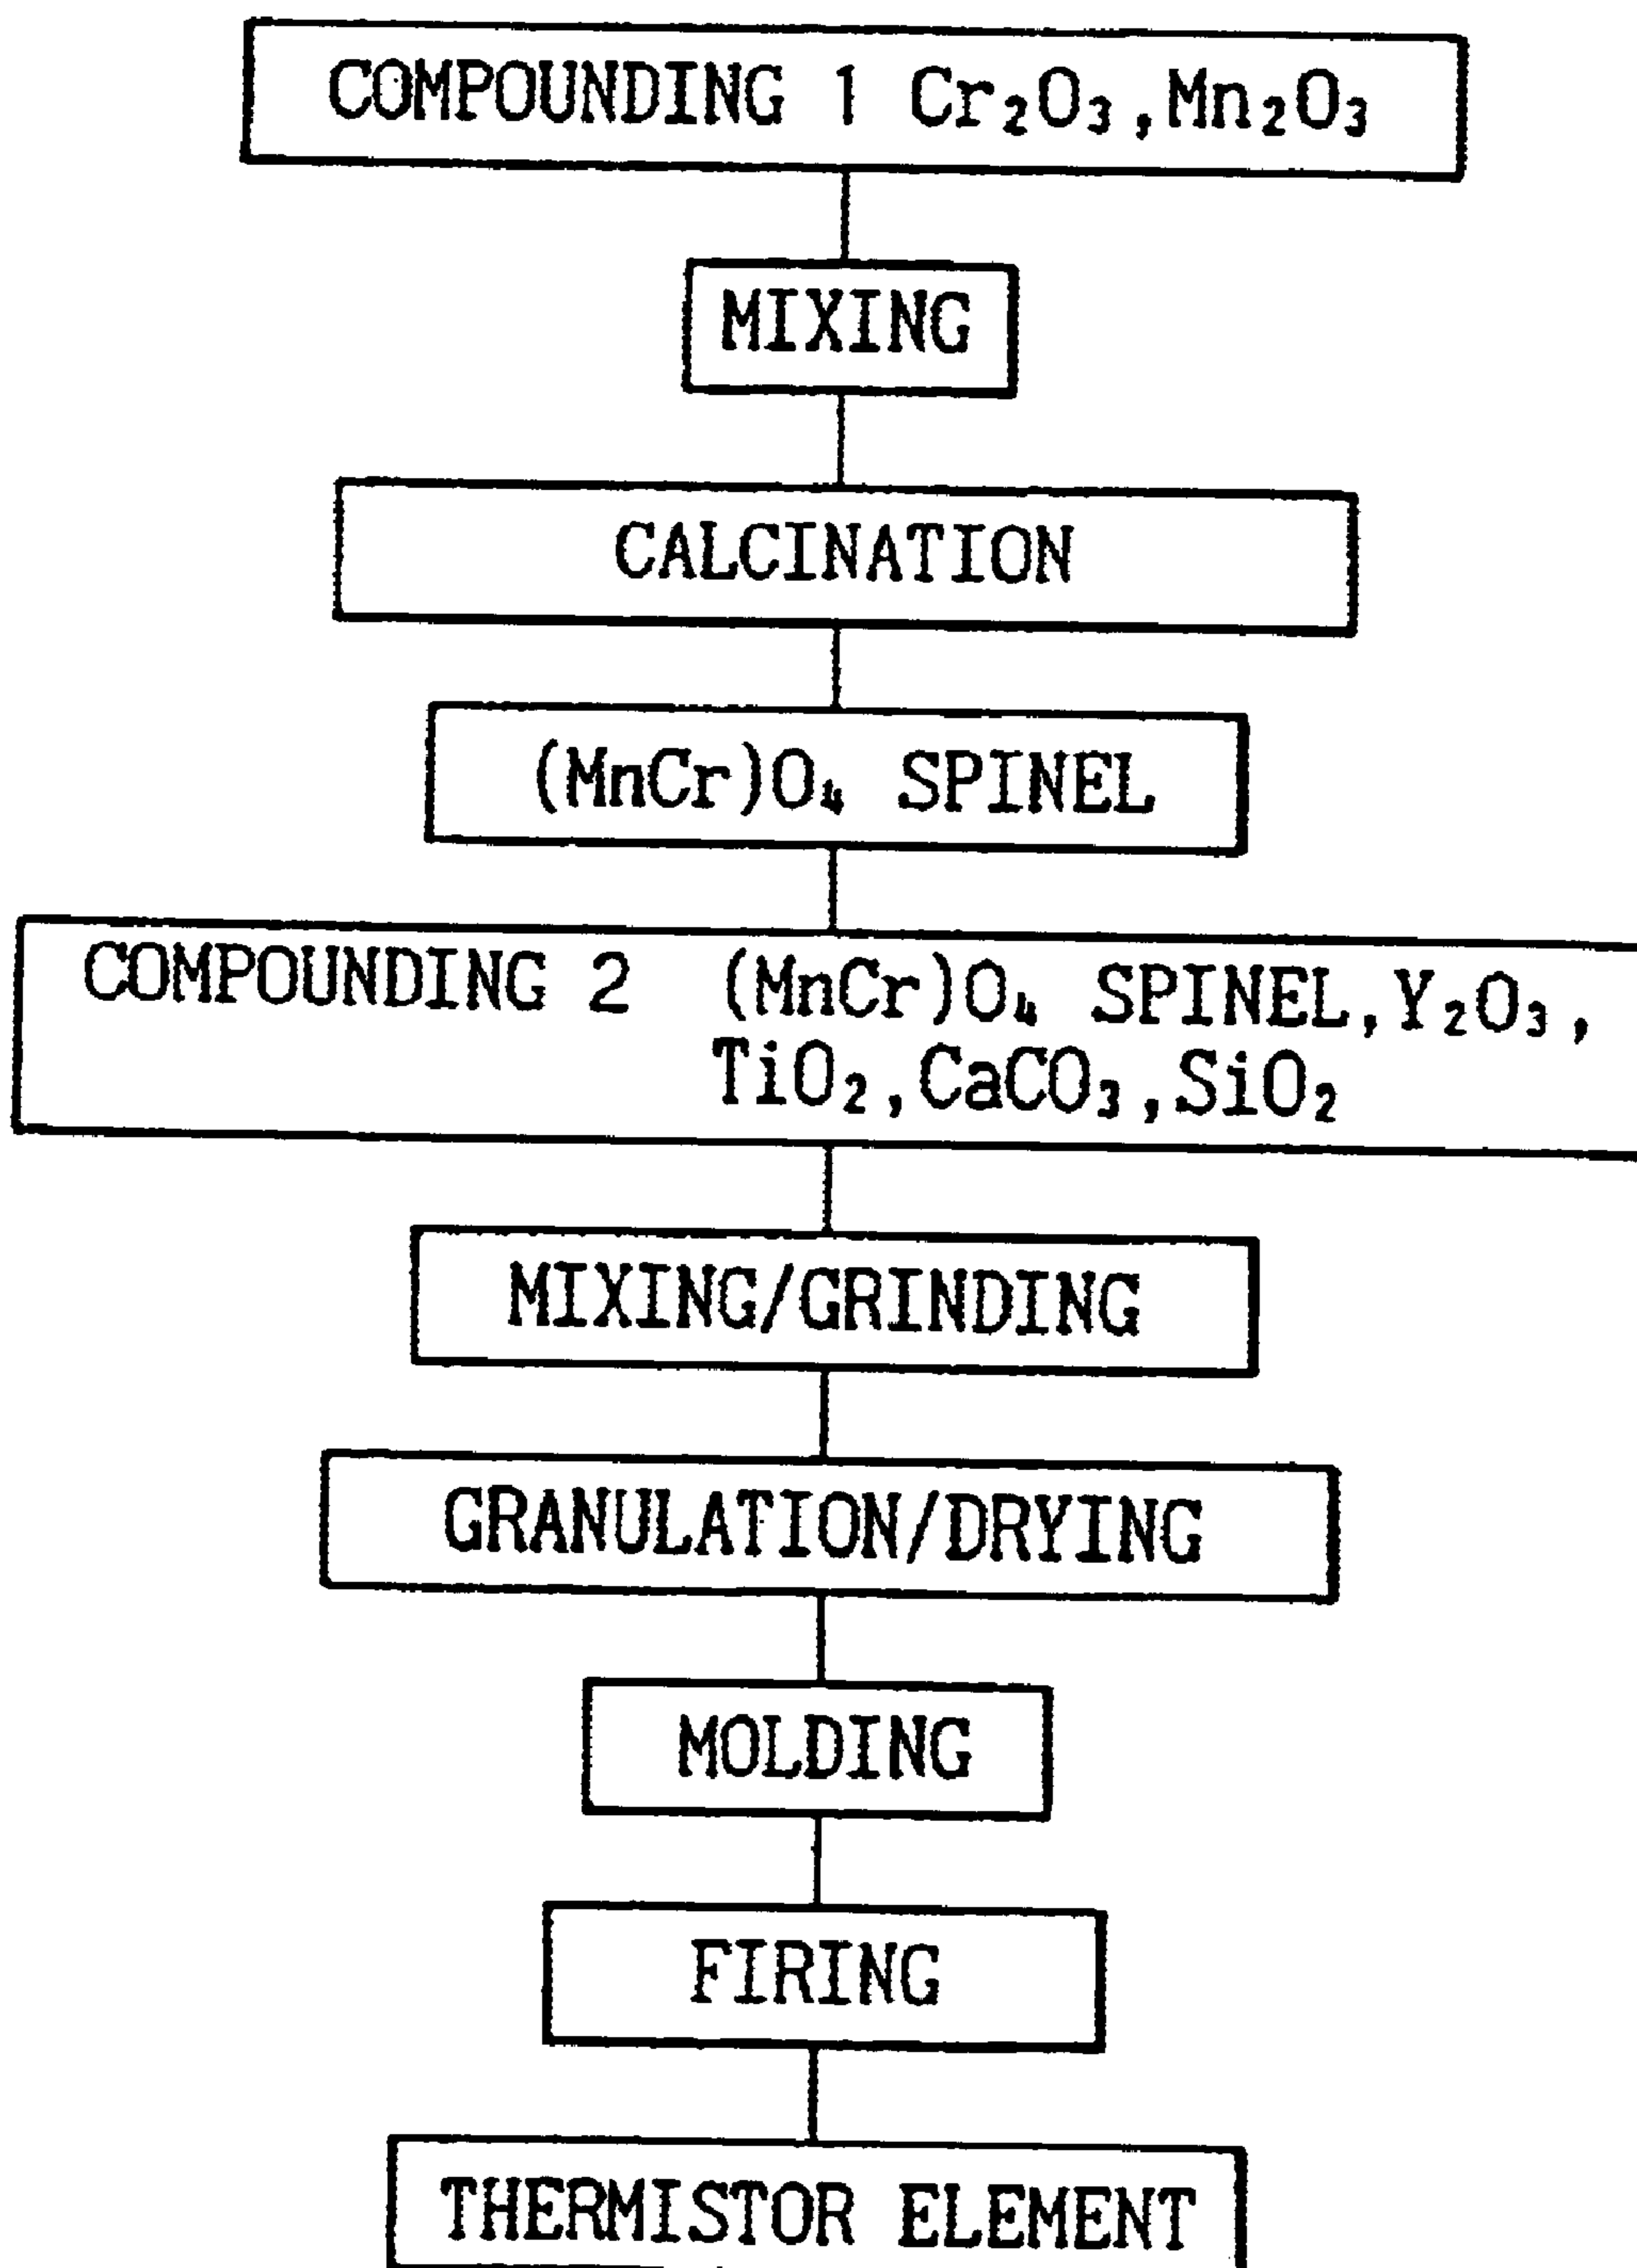 COMPOUNDING 1 Cr₂O₃,Mn₂O₃
MIXING
CALCINATION
(MnCr)O₄ SPINEL
COMPOUNDING 2 (MnCr)O₄ SPINEL,Y₂O₃,
TiO₂,CaCO₃,SiO₂
MIXING/GRINDING
GRANULATION/DRYING
MOLDING
FIRING
THERMISTOR ELEMENT